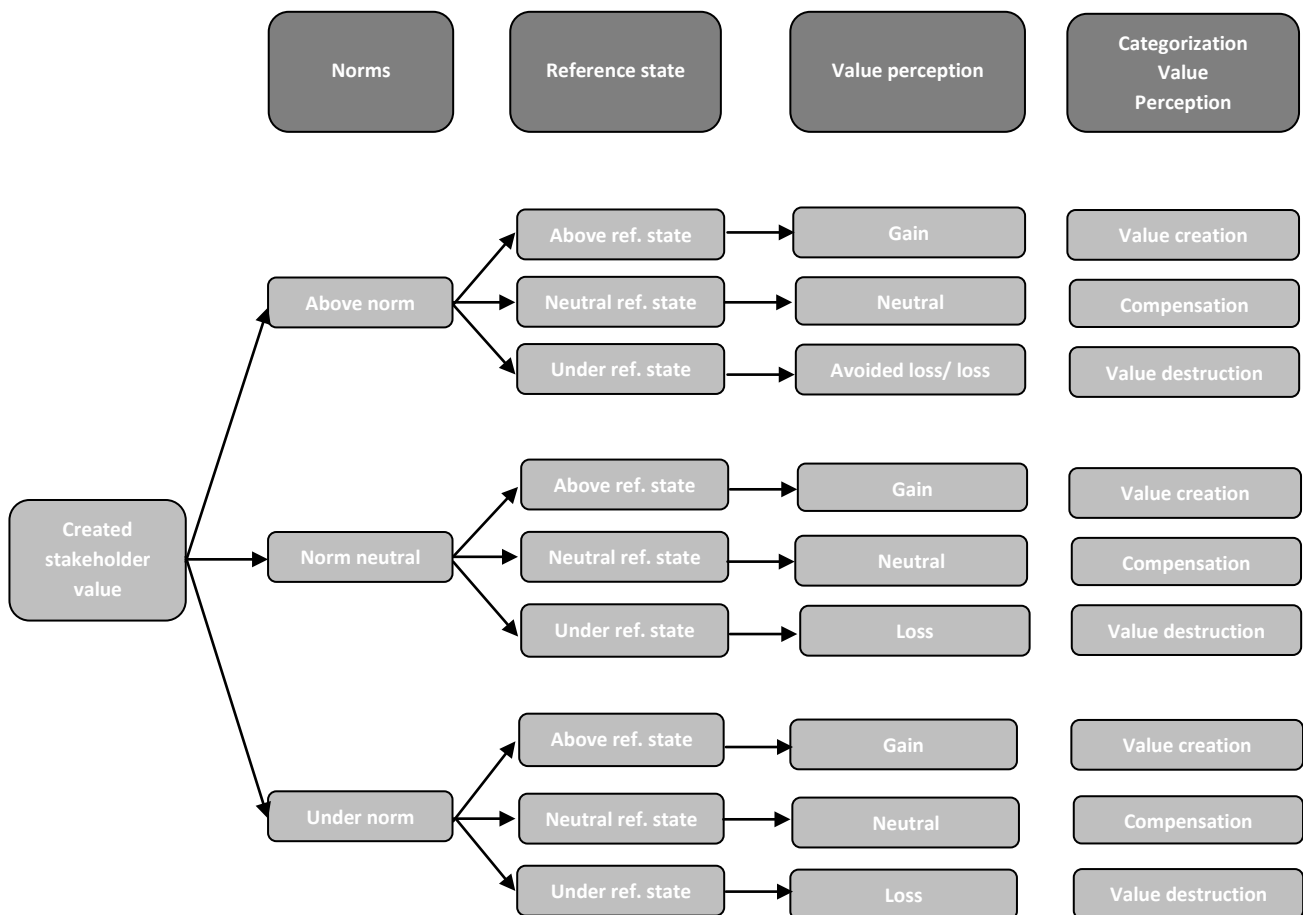 Norms
Reference state
Value perception
Categorization
Value
Perception
Above ref. state
Gain
Value creation
Above norm
Neutral ref. state
Neutral
Compensation
Under ref. state
Avoided loss/ loss
Value destruction
Above ref. state
Gain
Value creation
Created
stakeholder
value
Norm neutral
Neutral ref. state
Neutral
Compensation
Under ref. state
Loss
Value destruction
Above ref. state
Gain
Value creation
Under norm
Neutral ref. state
Neutral
Compensation
Under ref. state
Loss
Value destruction